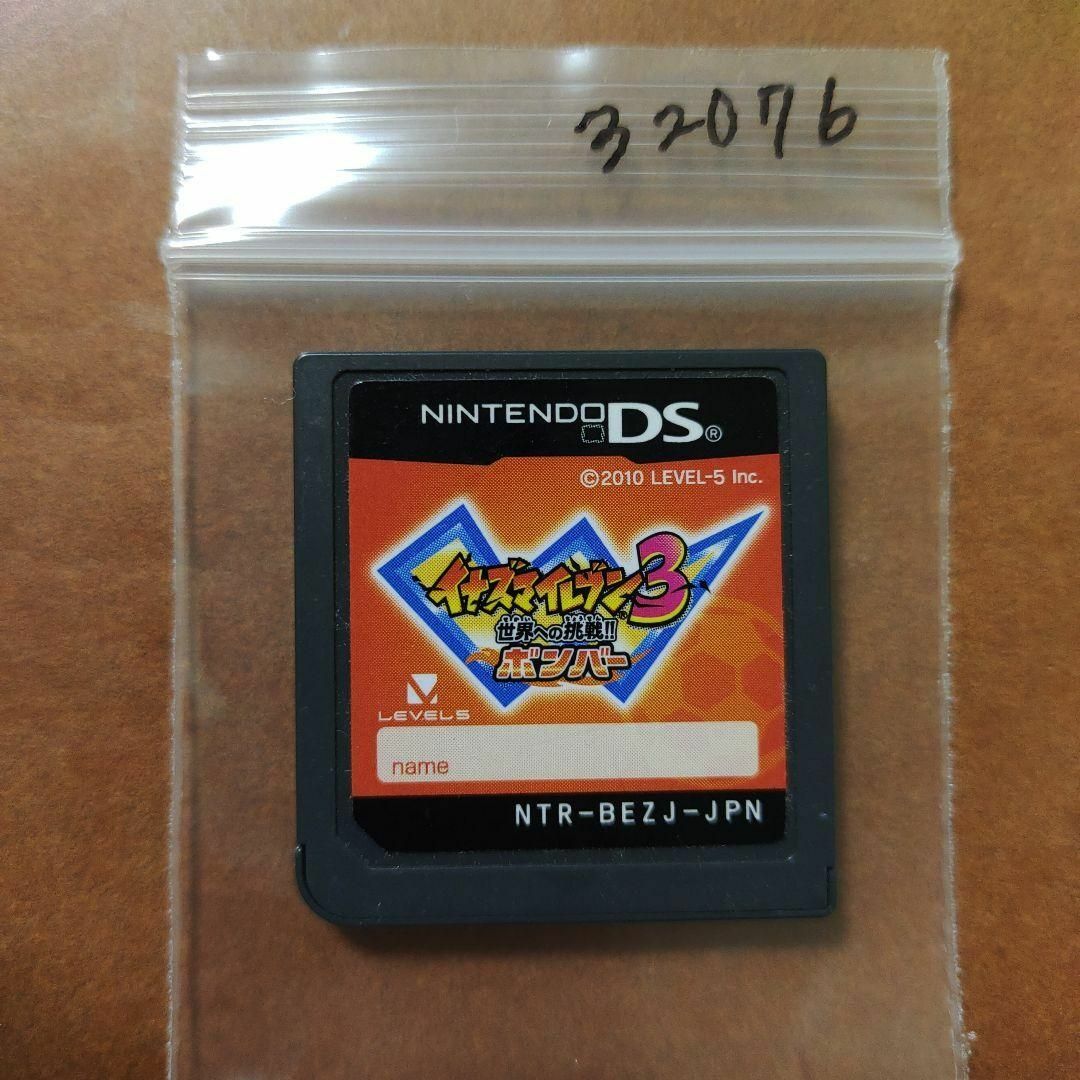 32076
NINTENDO DS®
©2010 LEVEL-5 Inc.
イナズマイレブン3
世界への挑戦!!
ボンバー
LEVEL5
name
NTR-BEZJ-JPN